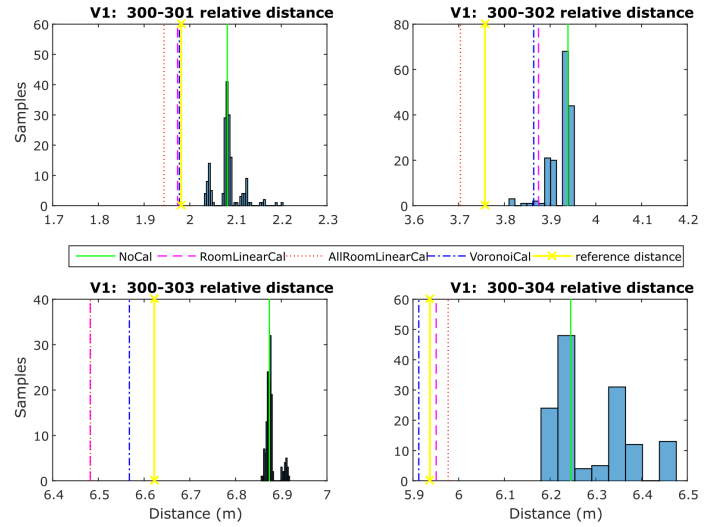 V1:  300-301 relative distance
V1:  300-302 relative distance
60
50
40
30
20
10
0
Samples
1.7 1.8 1.9 2 2.1 2.2 2.3
80
60
40
20
0
3.6 3.7 3.8 3.9 4 4.1 4.2
NoCal RoomLinearCal AllRoomLinearCal VoronoiCal reference distance
V1:  300-303 relative distance
V1:  300-304 relative distance
40
30
20
10
0
Samples
6.4 6.5 6.6 6.7 6.8 6.9 7
Distance (m)
60
50
40
30
20
10
0
5.9 6 6.1 6.2 6.3 6.4 6.5
Distance (m)